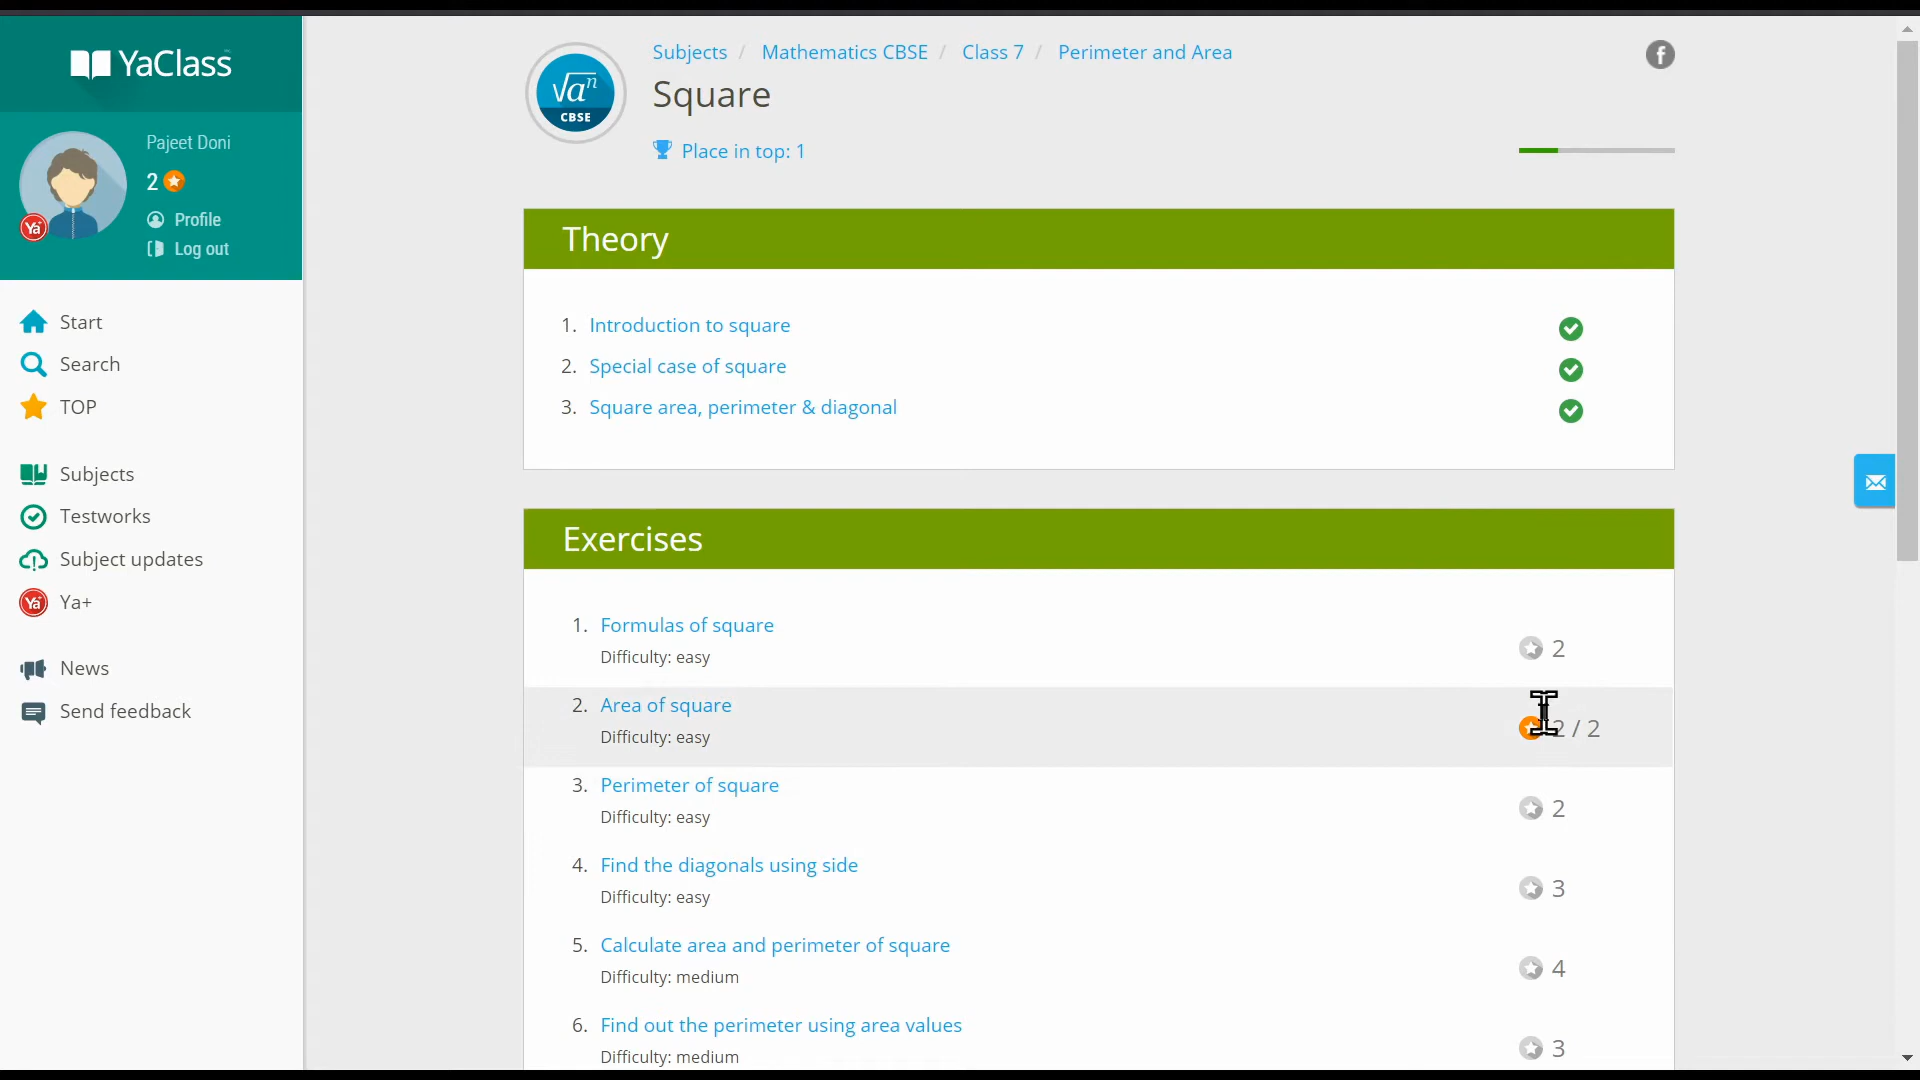 YaClass
Pajeet Doni
2
Profile
Log out
Ya
Start
Search
TOP
Subjects
Testworks
Subject updates
Ya Ya+
News
Send feedback
Subjects / Mathematics CBSE / Class 7 / Perimeter and Area
√aⁿ
CBSE
Square
Place in top: 1
Theory
1. Introduction to square
2. Special case of square
3. Square area, perimeter & diagonal
Exercises
1. Formulas of square
Difficulty: easy
2
2. Area of square
Difficulty: easy
2 / 2
3. Perimeter of square
Difficulty: easy
2
4. Find the diagonals using side
Difficulty: easy
3
5. Calculate area and perimeter of square
Difficulty: medium
4
6. Find out the perimeter using area values
Difficulty: medium
3
f